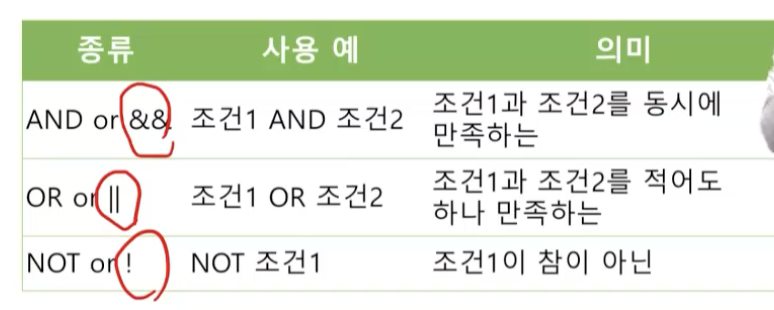 종류 사용 예 의미
AND or && 조건1 AND 조건2 조건1과 조건2를 동시에
만족하는
OR or || 조건1 OR 조건2 조건1과 조건2를 적어도
하나 만족하는
NOT or ! NOT 조건1 조건1이 참이 아닌